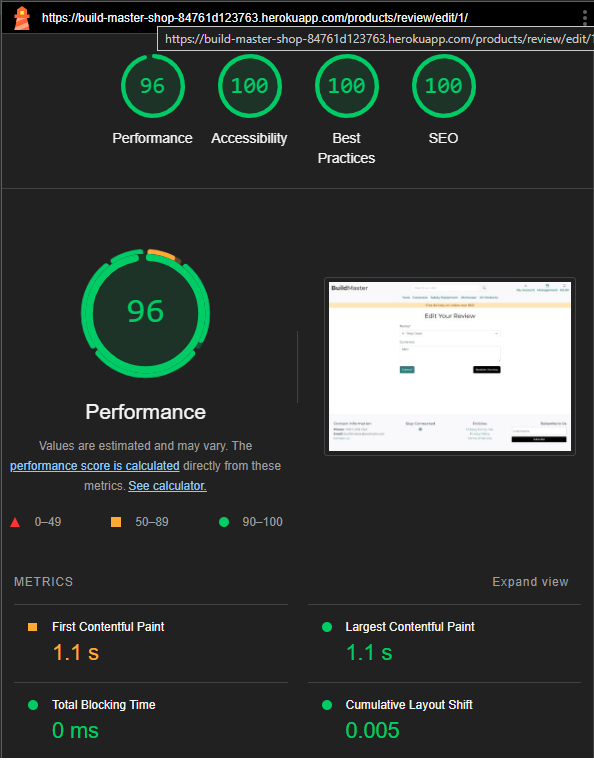 https://build-master-shop-84761d123763.herokuapp.com/products/review/edit/1/
https://build-master-shop-84761d123763.herokuapp.com/products/review/edit/1
96
100
100
100
Performance
Accessibility
Best
Practices
SEO
96
BuildMaster
Edit Your Review
Performance
Values are estimated and may vary. The
performance score is calculated directly from these
metrics. See calculator.
0–49
50–89
90–100
METRICS
Expand view
First Contentful Paint
1.1 s
Largest Contentful Paint
1.1 s
Total Blocking Time
0 ms
Cumulative Layout Shift
0.005